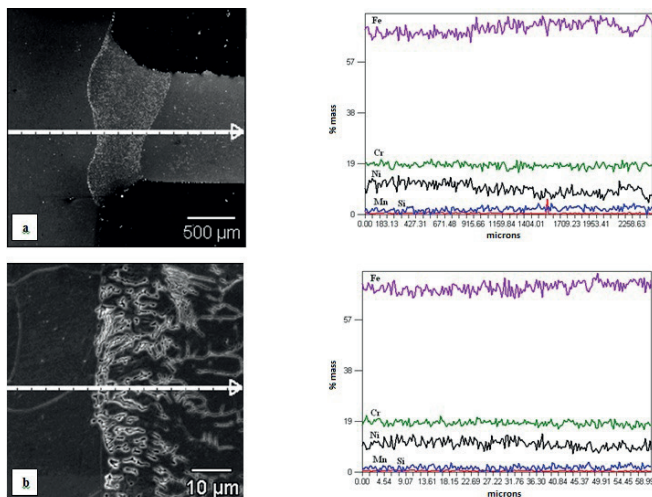 500 μm
a
Fe
57
% mass
38
Cr
19
Ni
Mn Si
0
0.00 183.13 427.31 671.48 915.66 1159.84 1404.01 1709.23 1953.41 2258.63
microns
10 μm
b
Fe
57
% mass
38
Cr
19
Ni
Mn Si
0
0.00 4.54 9.07 13.61 18.15 22.69 27.22 31.76 36.30 40.84 45.37 49.91 54.45 58.99
microns